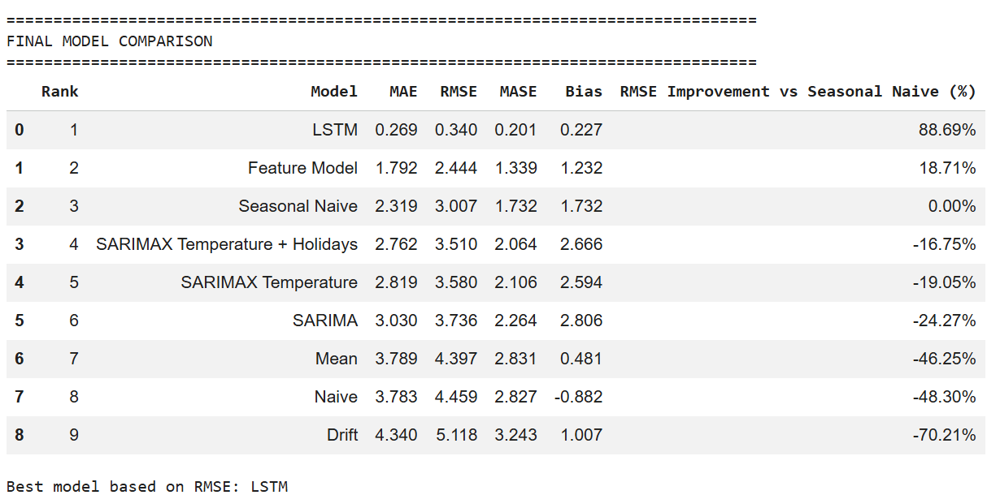 ================================================================================
FINAL MODEL COMPARISON
================================================================================
Rank Model MAE RMSE MASE Bias RMSE Improvement vs Seasonal Naive (%)
0 1 LSTM 0.269 0.340 0.201 0.227 88.69%
1 2 Feature Model 1.792 2.444 1.339 1.232 18.71%
2 3 Seasonal Naive 2.319 3.007 1.732 1.732 0.00%
3 4 SARIMAX Temperature + Holidays 2.762 3.510 2.064 2.666 -16.75%
4 5 SARIMAX Temperature 2.819 3.580 2.106 2.594 -19.05%
5 6 SARIMA 3.030 3.736 2.264 2.806 -24.27%
6 7 Mean 3.789 4.397 2.831 0.481 -46.25%
7 8 Naive 3.783 4.459 2.827 -0.882 -48.30%
8 9 Drift 4.340 5.118 3.243 1.007 -70.21%
Best model based on RMSE: LSTM